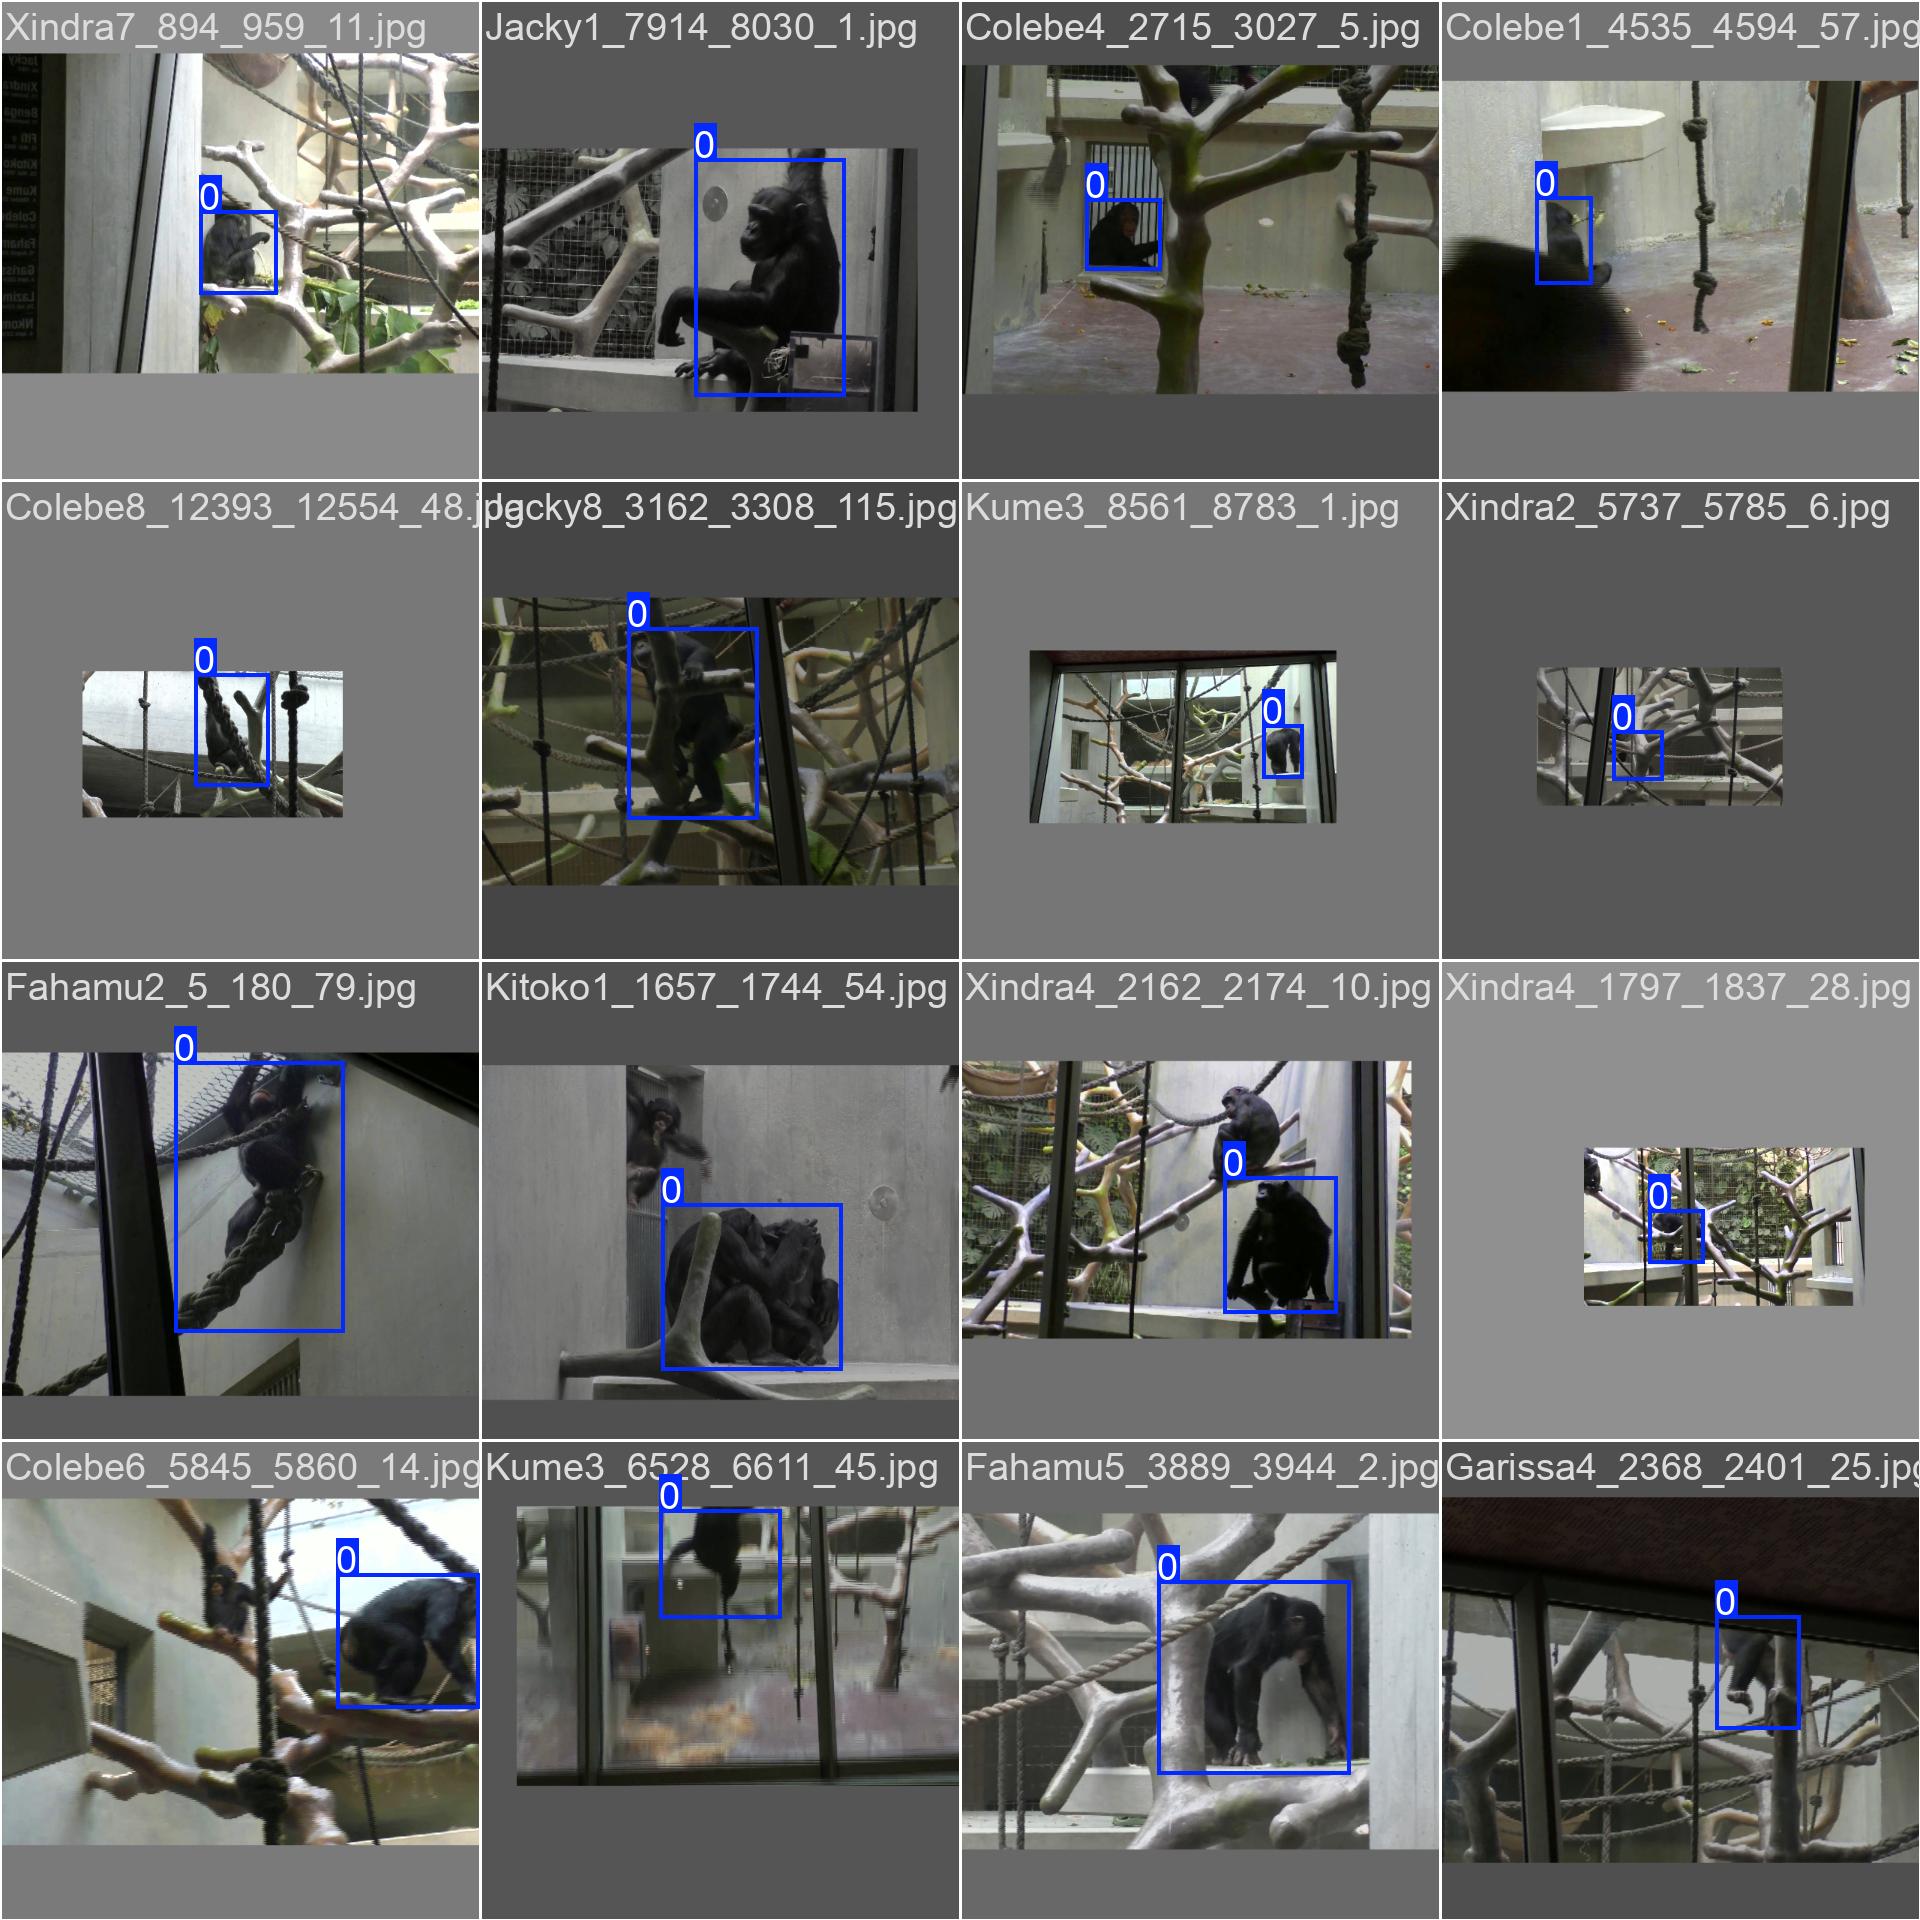 Xindra7_894_959_11.jpg
Jacky1_7914_8030_1.jpg
Colebe4_2715_3027_5.jpg
Colebe1_4535_4594_57.jpg
0
0
0
0
Colebe8_12393_12554_48.jpg
Jacky8_3162_3308_115.jpg
Kume3_8561_8783_1.jpg
Xindra2_5737_5785_6.jpg
0
0
0
0
Fahamu2_5_180_79.jpg
Kitoko1_1657_1744_54.jpg
Xindra4_2162_2174_10.jpg
Xindra4_1797_1837_28.jpg
0
0
0
0
Colebe6_5845_5860_14.jpg
Kume3_6528_6611_45.jpg
Fahamu5_3889_3944_2.jpg
Garissa4_2368_2401_25.jpg
0
0
0
0